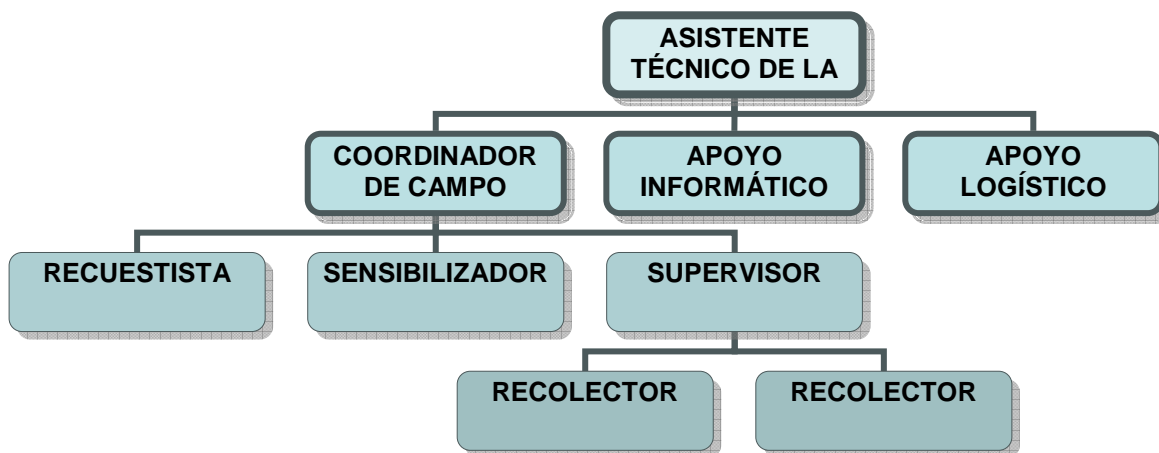 ASISTENTE
TÉCNICO DE LA
COORDINADOR
DE CAMPO
APOYO
INFORMÁTICO
APOYO
LOGÍSTICO
RECUESTISTA
SENSIBILIZADOR
SUPERVISOR
RECOLECTOR
RECOLECTOR